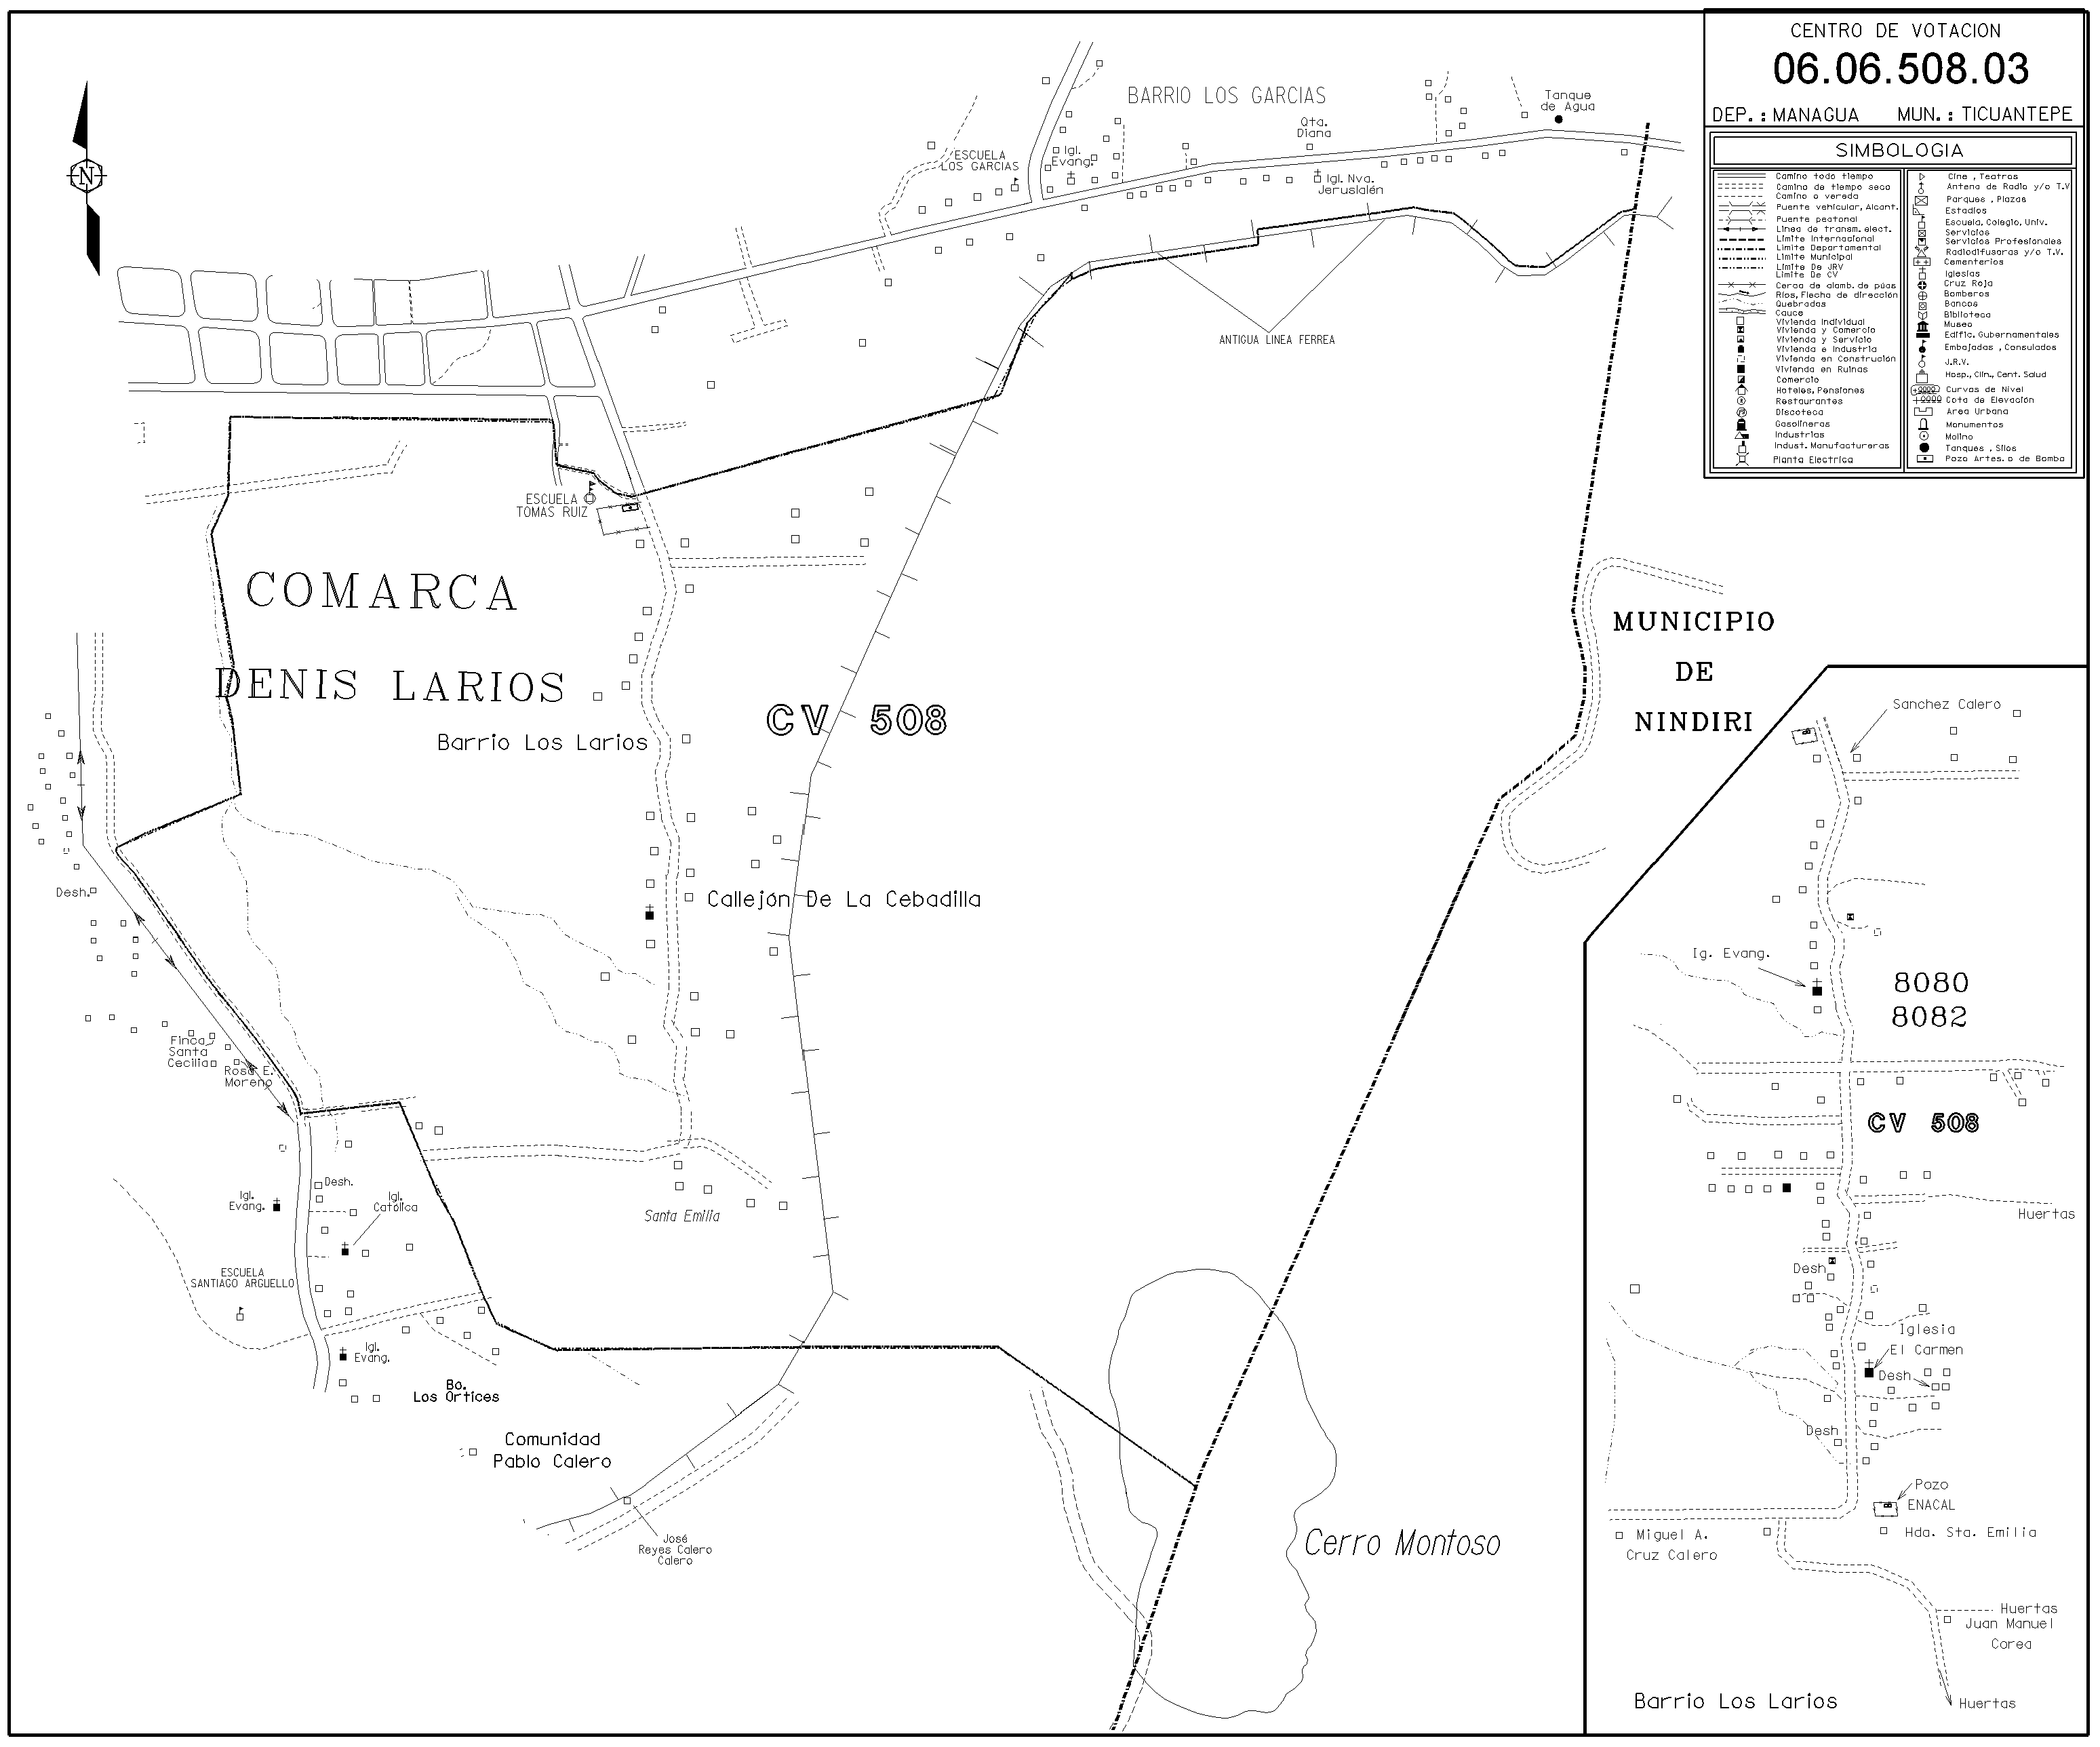 CENTRO DE VOTACION
06.06.508.03
DEP.: MANAGUA MUN.: TICUANTEPE
SIMBOLOGIA
Camino todo tiempo
Camino de tiempo seco
Camino o vereda
Puente vehicular, Alcant.
Puente peatonal
Linea de transm. elect.
Limite Internacional
Limite Departamental
Limite Municipal
Limite De JRV
Limite De CV
Cerca de alamb. de púas
Rios, Flecha de dirección
Quebradas
Cauce
Vivienda Individual
Vivienda y Comercio
Vivienda y Servicio
Vivienda e Industria
Vivienda en Construción
Vivienda en Ruinas
Comercio
Hoteles, Pensiones
Restaurantes
Discoteca
Gasolineras
Industrias
Indust. Manufactureras
Planta Electrica
Cine , Teatros
Antena de Radio y/o T.V
Parques , Plazas
Estadios
Escuela, Colegio, Univ.
Servicios
Servicios Profesionales
Radiodifusoras y/o T.V.
Cementerios
Iglesias
Cruz Roja
Bomberos
Bancos
Biblioteca
Museo
Edific. Gubernamentales
Embajadas , Consulados
J.R.V.
Hosp., Clin., Cent. Salud
Curvas de Nivel
Cota de Elevación
Area Urbana
Monumentos
Molino
Tanques , Silos
Pozo Artes. o de Bomba
N
BARRIO LOS GARCIAS
Tanque
de Agua
Qta.
Diana
ESCUELA
LOS GARCIAS
Igl.
Evang.
Igl. Nva.
Jeruslalén
ANTIGUA LINEA FERREA
ESCUELA
TOMAS RUIZ
COMARCA
DENIS LARIOS
Barrio Los Larios
CV 508
MUNICIPIO
DE
NINDIRI
Callejón De La Cebadilla
Desh.
Finca
Santa
Cecilia
Rosa E.
Moreno
Desh.
Igl.
Evang.
Igl.
Católica
Santa Emilia
ESCUELA
SANTIAGO ARGUELLO
Igl.
Evang.
Bo.
Los Ortices
Comunidad
Pablo Calero
José
Reyes Calero
Calero
Cerro Montoso
Sanchez Calero
Ig. Evang.
8080
8082
CV 508
Huertas
Desh
Iglesia
El Carmen
Desh
Desh
Pozo
ENACAL
Miguel A.
Cruz Calero
Hda. Sta. Emilia
Huertas
Juan Manuel
Corea
Huertas
Barrio Los Larios